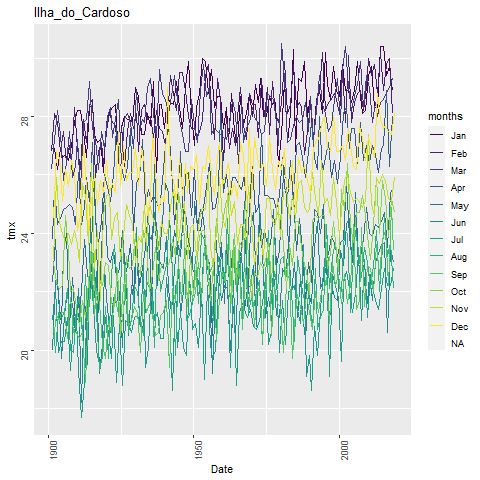 Ilha_do_Cardoso
months
Jan
Feb
Mar
Apr
May
Jun
Jul
Aug
Sep
Oct
Nov
Dec
NA
28
24
20
tmx
1900
1950
2000
Date